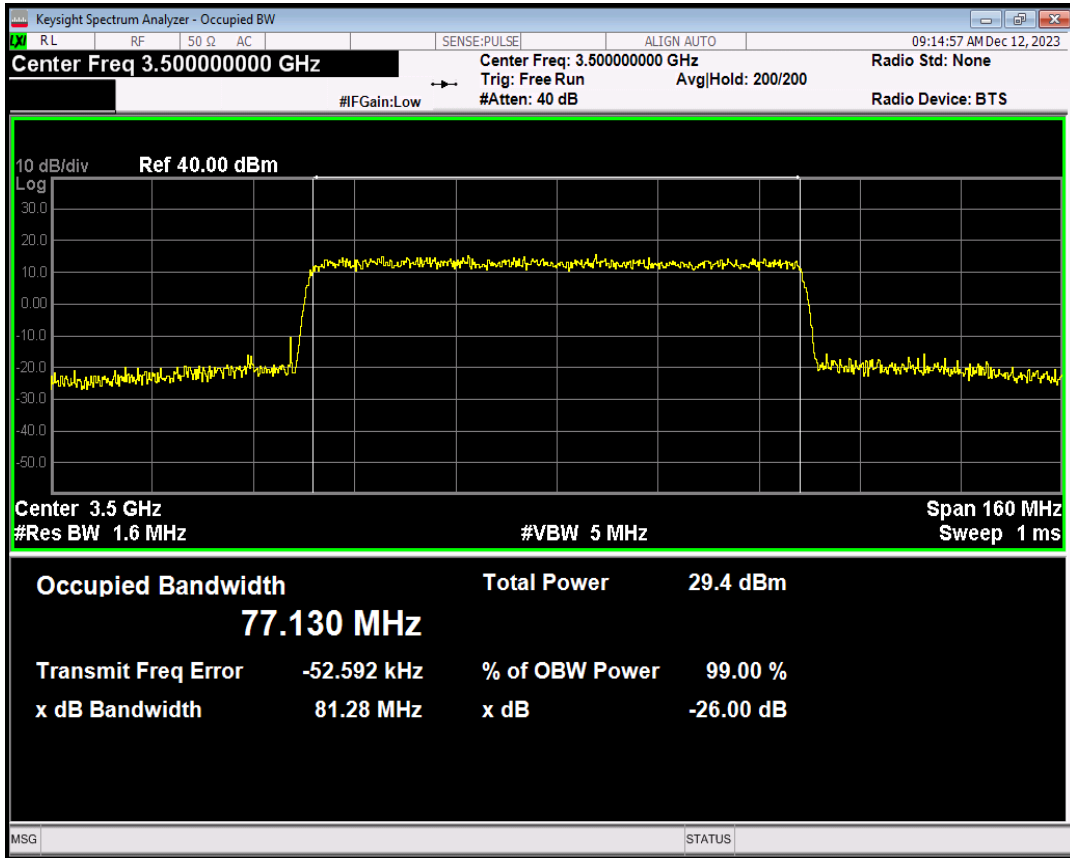 Keysight Spectrum Analyzer - Occupied BW
LXI RL RF 50 Ω AC SENSE:PULSE ALIGN AUTO 09:14:57 AM Dec 12, 2023
Center Freq 3.500000000 GHz
Center Freq: 3.500000000 GHz
Radio Std: None
Trig: Free Run Avg|Hold: 200/200
#IFGain:Low #Atten: 40 dB Radio Device: BTS
10 dB/div Ref 40.00 dBm
Log
30.0
20.0
10.0
0.00
-10.0
-20.0
-30.0
-40.0
-50.0
Center 3.5 GHz Span 160 MHz
#Res BW 1.6 MHz #VBW 5 MHz Sweep 1 ms
Occupied Bandwidth Total Power 29.4 dBm
77.130 MHz
Transmit Freq Error -52.592 kHz % of OBW Power 99.00 %
x dB Bandwidth 81.28 MHz x dB -26.00 dB
MSG STATUS